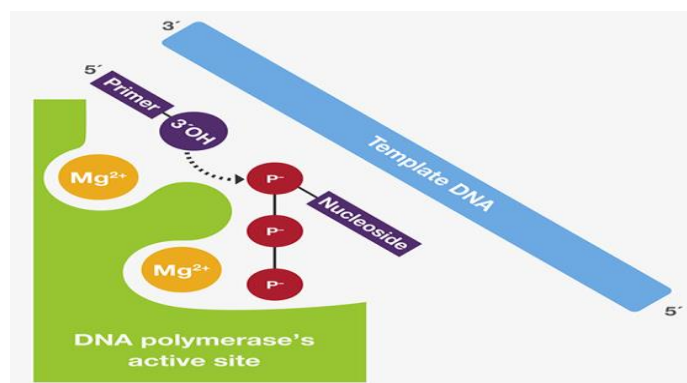 3´
5´
Primer
3´OH
Template DNA
Mg²⁺
P⁻
Nucleoside
P⁻
Mg²⁺
P⁻
5´
DNA polymerase's
active site